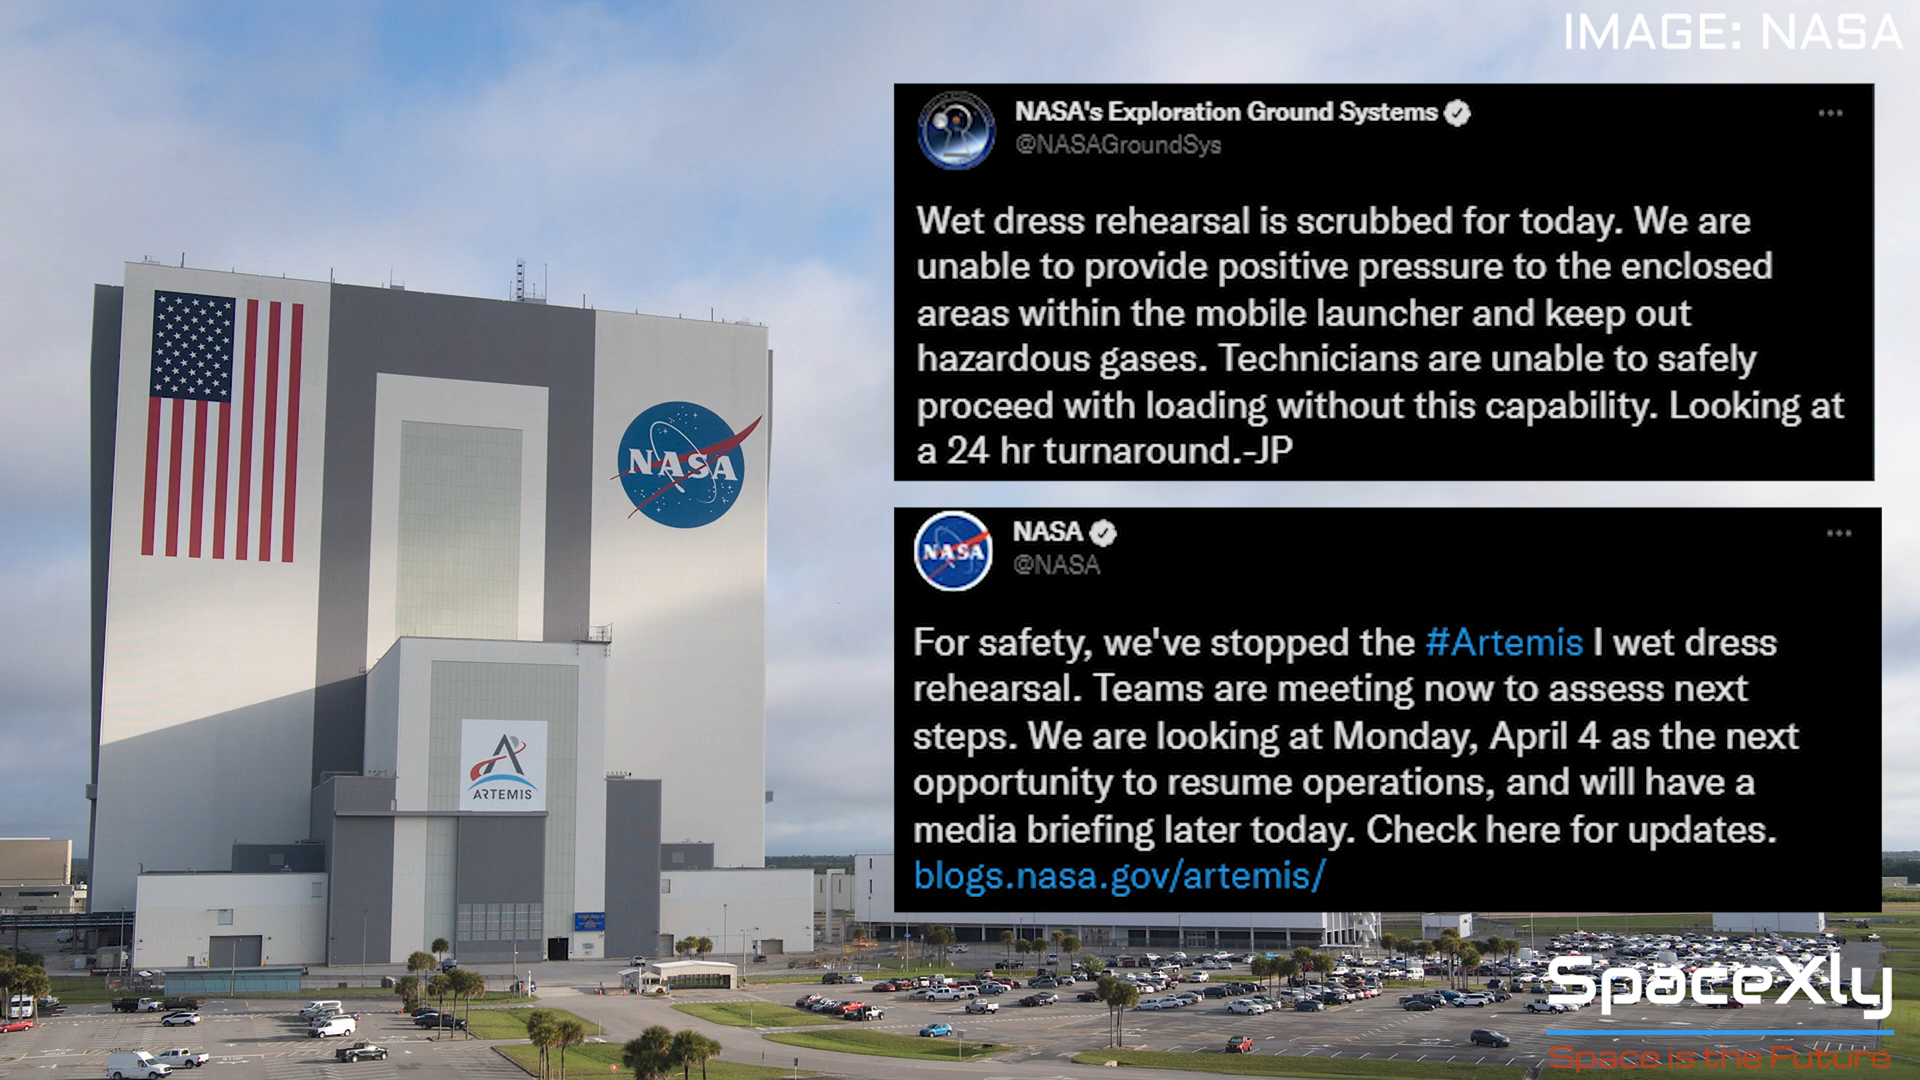 IMAGE: NASA
NASA's Exploration Ground Systems
@NASAGroundSys
Wet dress rehearsal is scrubbed for today. We are
unable to provide positive pressure to the enclosed
areas within the mobile launcher and keep out
hazardous gases. Technicians are unable to safely
proceed with loading without this capability. Looking at
a 24 hr turnaround.-JP
NASA
NASA
@NASA
For safety, we've stopped the #Artemis I wet dress
rehearsal. Teams are meeting now to assess next
steps. We are looking at Monday, April 4 as the next
opportunity to resume operations, and will have a
media briefing later today. Check here for updates.
blogs.nasa.gov/artemis/
NASA
ARTEMIS
SpaceXly
Space is the Future